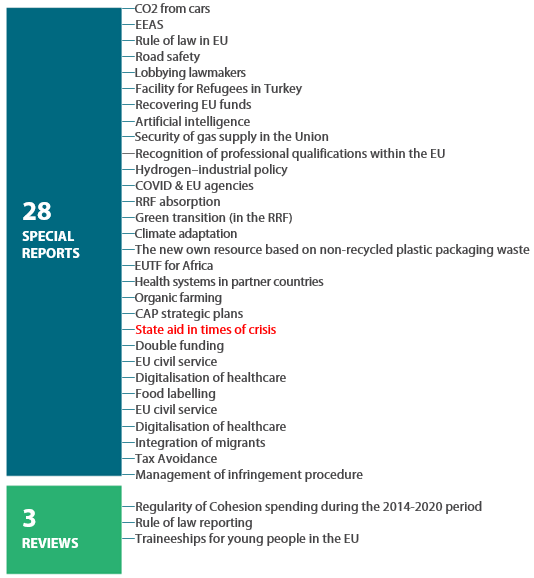 28
SPECIAL
REPORTS
CO2 from cars
EEAS
Rule of law in EU
Road safety
Lobbying lawmakers
Facility for Refugees in Turkey
Recovering EU funds
Artificial intelligence
Security of gas supply in the Union
Recognition of professional qualifications within the EU
Hydrogen–industrial policy
COVID & EU agencies
RRF absorption
Green transition (in the RRF)
Climate adaptation
The new own resource based on non-recycled plastic packaging waste
EUTF for Africa
Health systems in partner countries
Organic farming
CAP strategic plans
State aid in times of crisis
Double funding
EU civil service
Digitalisation of healthcare
Food labelling
EU civil service
Digitalisation of healthcare
Integration of migrants
Tax Avoidance
Management of infringement procedure
3
REVIEWS
Regularity of Cohesion spending during the 2014-2020 period
Rule of law reporting
Traineeships for young people in the EU